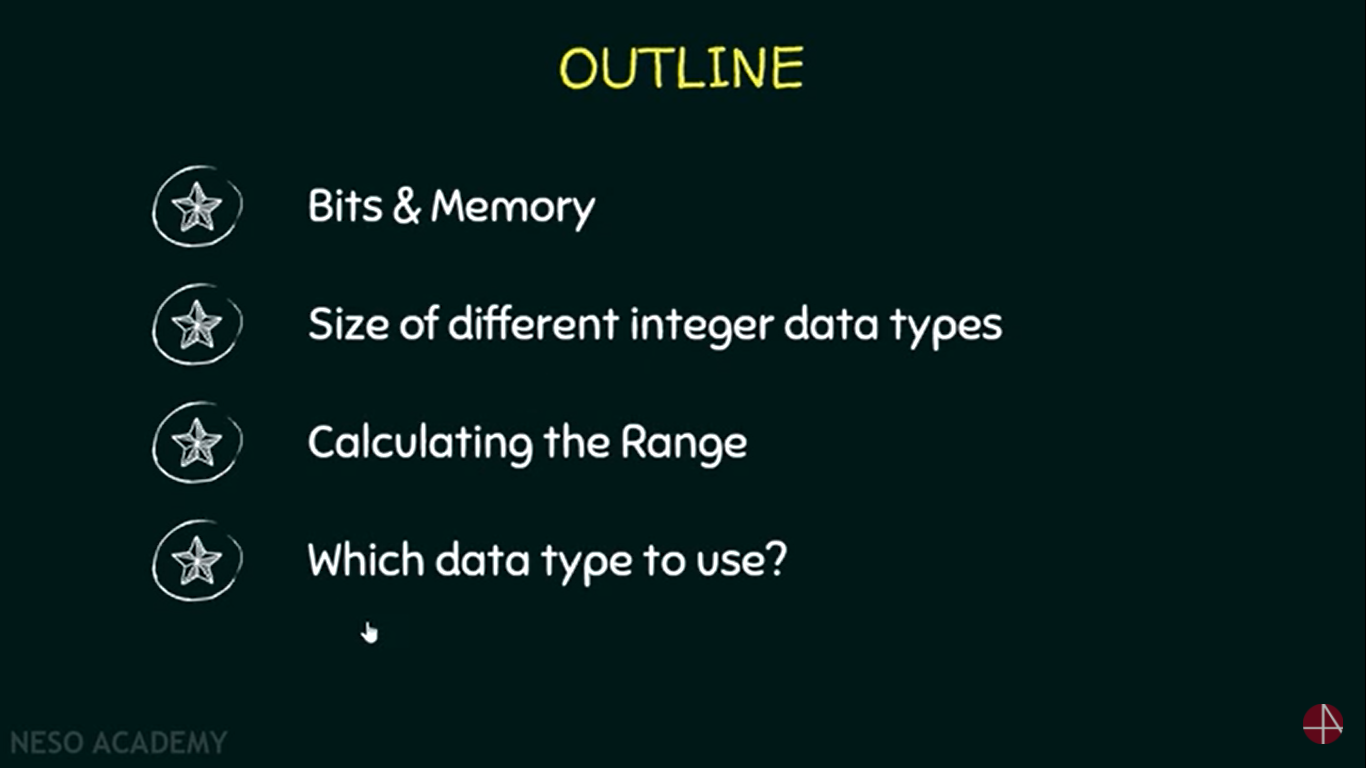 OUTLINE
Bits & Memory
Size of different integer data types
Calculating the Range
Which data type to use?
NESO ACADEMY